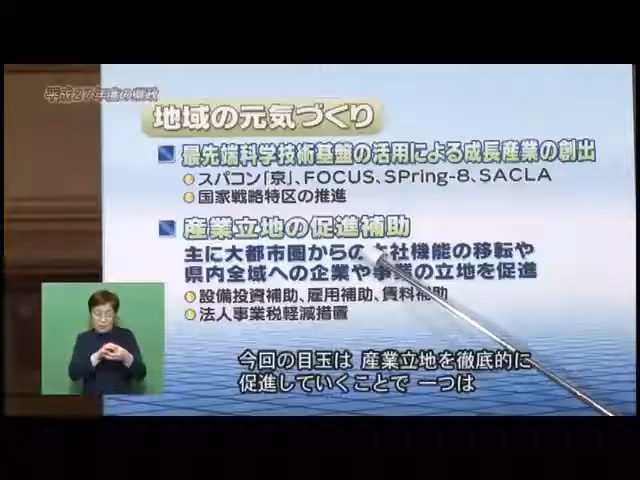 平成27年度の県政
地域の元気づくり
最先端科学技術基盤の活用による成長産業の創出
スパコン「京」、FOCUS、SPring-8、SACLA
国家戦略特区の推進
産業立地の促進補助
主に大都市圏からの本社機能の移転や
県内全域への企業や事業の立地を促進
設備投資補助、雇用補助、賃料補助
法人事業税軽減措置
今回の目玉は 産業立地を徹底的に
促進していくことで 一つは